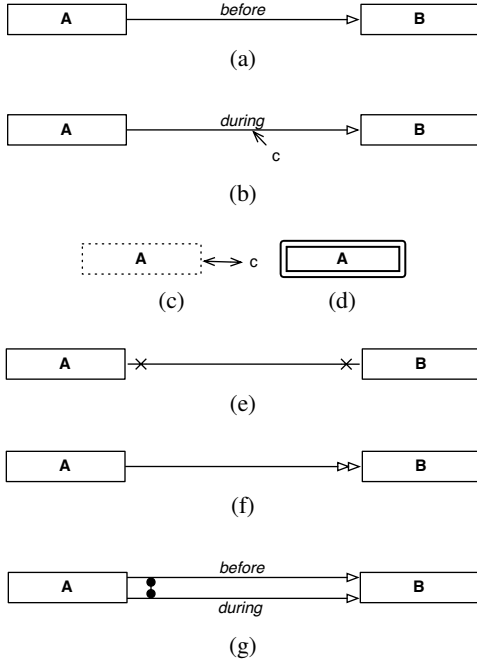 A before B
(a)
A during B
c
(b)
A c A
(c) (d)
A B
(e)
A B
(f)
before
A B
during
(g)